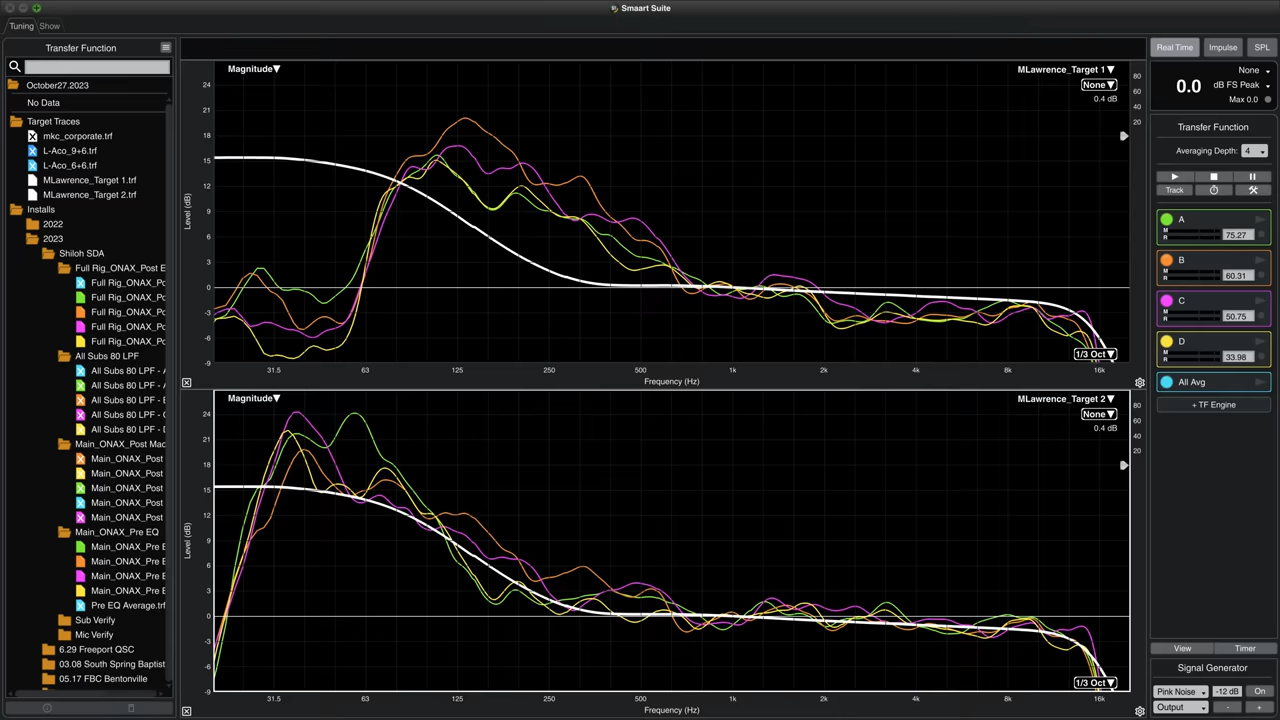 Smaart Suite
Tuning Show
Transfer Function
October27.2023
No Data
Target Traces
mkc_corporate.trf
L-Aco_9+6.trf
L-Aco_6+6.trf
MLawrence_Target 1.trf
MLawrence_Target 2.trf
Installs
2022
2023
Shiloh SDA
Full Rig_ONAX_Post E
Full Rig_ONAX_Po
Full Rig_ONAX_Po
Full Rig_ONAX_Po
Full Rig_ONAX_Po
Full Rig_ONAX_Po
All Subs 80 LPF
All Subs 80 LPF - A
All Subs 80 LPF - A
All Subs 80 LPF - E
All Subs 80 LPF - C
All Subs 80 LPF - D
Main_ONAX_Post Mac
Main_ONAX_Post
Main_ONAX_Post
Main_ONAX_Post
Main_ONAX_Post
Main_ONAX_Post
Main_ONAX_Pre EQ
Main_ONAX_Pre E
Main_ONAX_Pre E
Main_ONAX_Pre E
Main_ONAX_Pre E
Pre EQ Average.trf
Sub Verify
Mic Verify
6.29 Freeport QSC
03.08 South Spring Baptist
05.17 FBC Bentonville
Magnitude▼ MLawrence_Target 1▼
None▼
0.4 dB
80
60
40
20
24
21
18
15
12
9
6
3
0
-3
-6
-9
Level (dB)
1/3 Oct▼
31.5 63 125 250 500 1k 2k 4k 8k 16k
Frequency (Hz)
Magnitude▼ MLawrence_Target 2▼
None▼
0.4 dB
80
60
40
20
24
21
18
15
12
9
6
3
0
-3
-6
-9
Level (dB)
1/3 Oct▼
31.5 63 125 250 500 1k 2k 4k 8k 16k
Frequency (Hz)
Real Time Impulse SPL
None
0.0 dB FS Peak
Max 0.0
Transfer Function
Averaging Depth: 4
Track
A
M
R 75.27
B
M
R 60.31
C
M
R 50.75
D
M
R 33.98
All Avg
+ TF Engine
View Timer
Signal Generator
Pink Noise -12 dB On
Output - +